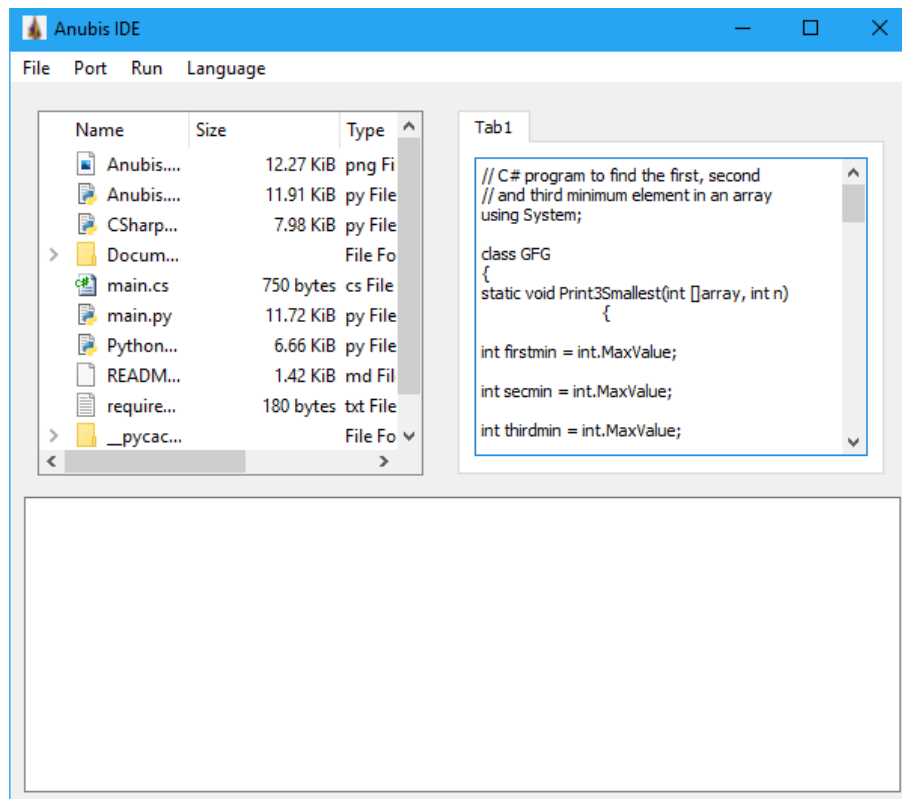 Anubis IDE
File Port Run Language
Name Size Type
Anubis.... 12.27 KiB png Fi
Anubis.... 11.91 KiB py File
CSharp... 7.98 KiB py File
Docum... File Fo
main.cs 750 bytes cs File
main.py 11.72 KiB py File
Python... 6.66 KiB py File
READM... 1.42 KiB md Fil
require... 180 bytes txt File
__pycac... File Fo
Tab1
// C# program to find the first, second
// and third minimum element in an array
using System;
class GFG
{
static void Print3Smallest(int []array, int n)
{
int firstmin = int.MaxValue;
int secmin = int.MaxValue;
int thirdmin = int.MaxValue;